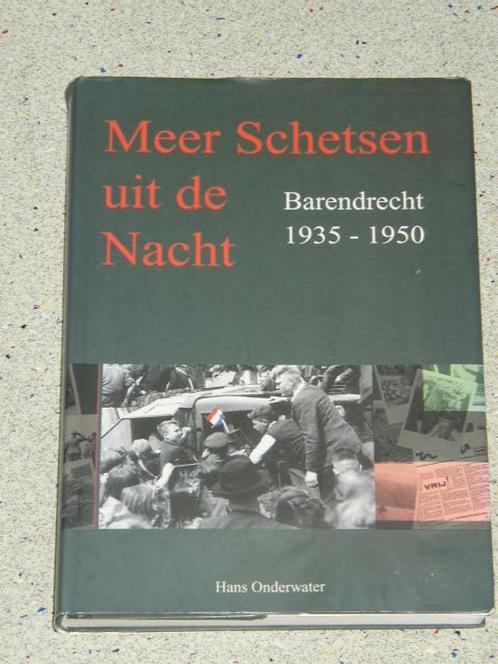 Meer Schetsen
uit de
Nacht
Barendrecht
1935 - 1950
VRIJ
Hans Onderwater